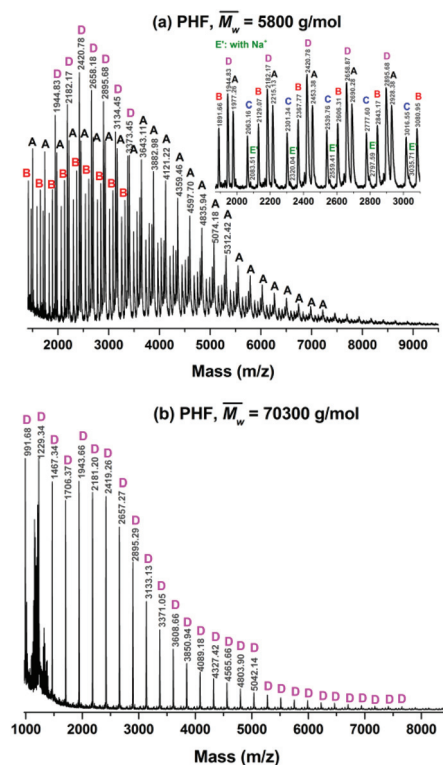 (a) PHF, Mw = 5800 g/mol
E': with Na+
D 1944.83
D 2182.17
D 2420.78
D 2658.18
D 2895.68
D 3134.45
D 3373.45
A 3643.11
A 3882.98
A 4121.22
A 4359.46
A 4597.70
A 4835.94
A 5074.18
A 5312.42
A A A A A A A A
A A A A A A A
B B B B B B B B B
B 1891.66
D 1944.83
A 1977.26
C 2063.16
E' 2083.51
B 2129.07
D 2182.17
A 2215.13
C 2301.34
E' 2320.04
B 2367.77
D 2420.78
A 2453.38
C 2539.76
E' 2559.41
B 2606.31
D 2658.67
A 2690.28
C 2777.60
E' 2797.59
B 2843.17
D 2895.68
A 2928.38
C 3016.55
E' 3035.71
B 3080.95
2000 2200 2400 2600 2800 3000
2000 3000 4000 5000 6000 7000 8000 9000
Mass (m/z)
(b) PHF, Mw = 70300 g/mol
D 991.68
D 1229.34
D 1467.34
D 1706.37
D 1943.66
D 2181.20
D 2419.26
D 2657.27
D 2895.29
D 3133.13
D 3371.05
D 3608.66
D 3850.94
D 4089.18
D 4327.42
D 4565.66
D 4803.90
D 5042.14
D D D D D D D D D D D
1000 2000 3000 4000 5000 6000 7000 8000
Mass (m/z)